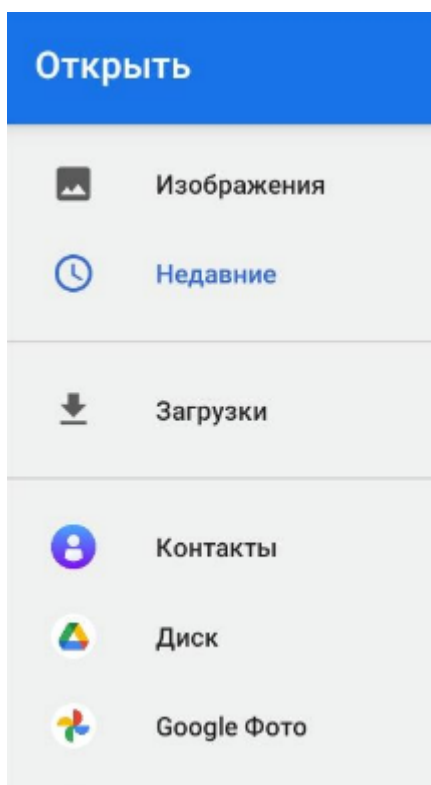 Открыть
Изображения
Недавние
Загрузки
Контакты
Диск
Google Фото